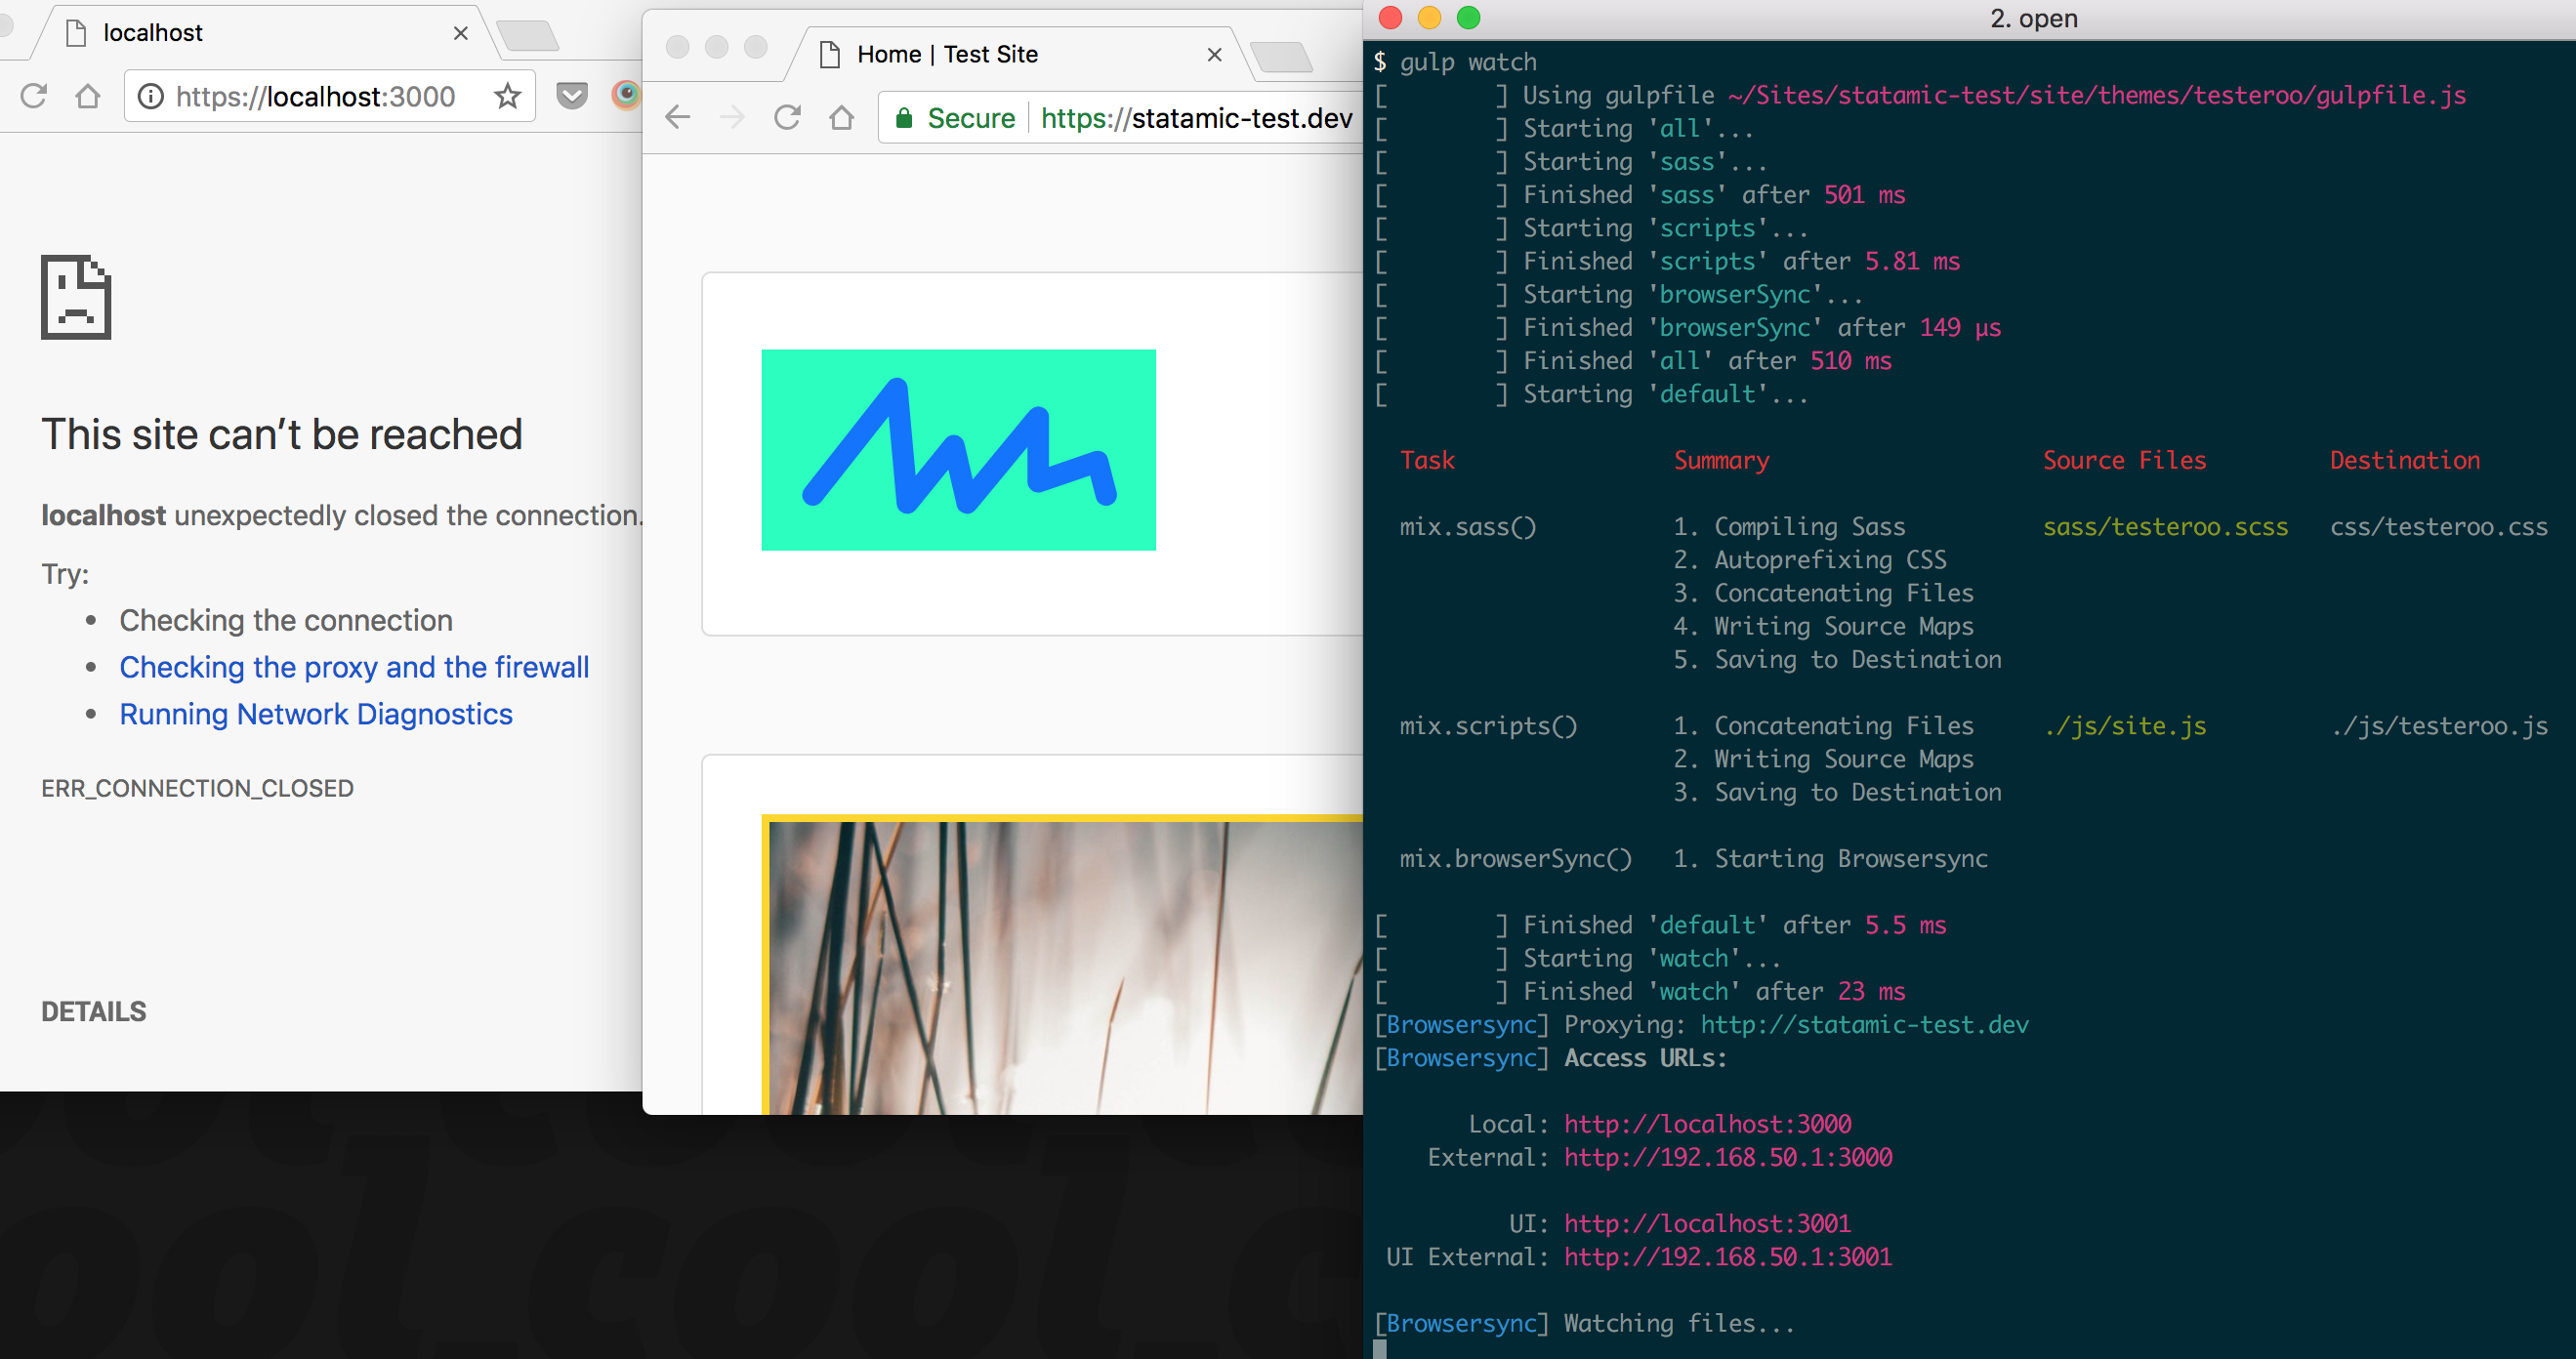 localhost
https://localhost:3000
This site can’t be reached
localhost unexpectedly closed the connection.
Try:
• Checking the connection
• Checking the proxy and the firewall
• Running Network Diagnostics
ERR_CONNECTION_CLOSED
DETAILS
Home | Test Site
Secure https://statamic-test.dev
2. open
$ gulp watch
[        ] Using gulpfile ~/Sites/statamic-test/site/themes/testeroo/gulpfile.js
[        ] Starting 'all'...
[        ] Starting 'sass'...
[        ] Finished 'sass' after 501 ms
[        ] Starting 'scripts'...
[        ] Finished 'scripts' after 5.81 ms
[        ] Starting 'browserSync'...
[        ] Finished 'browserSync' after 149 μs
[        ] Finished 'all' after 510 ms
[        ] Starting 'default'...
Task Summary Source Files Destination
mix.sass() 1. Compiling Sass sass/testeroo.scss css/testeroo.css
2. Autoprefixing CSS
3. Concatenating Files
4. Writing Source Maps
5. Saving to Destination
mix.scripts() 1. Concatenating Files ./js/site.js ./js/testeroo.js
2. Writing Source Maps
3. Saving to Destination
mix.browserSync() 1. Starting Browsersync
[        ] Finished 'default' after 5.5 ms
[        ] Starting 'watch'...
[        ] Finished 'watch' after 23 ms
[Browsersync] Proxying: http://statamic-test.dev
[Browsersync] Access URLs:
Local: http://localhost:3000
External: http://192.168.50.1:3000
UI: http://localhost:3001
UI External: http://192.168.50.1:3001
[Browsersync] Watching files...